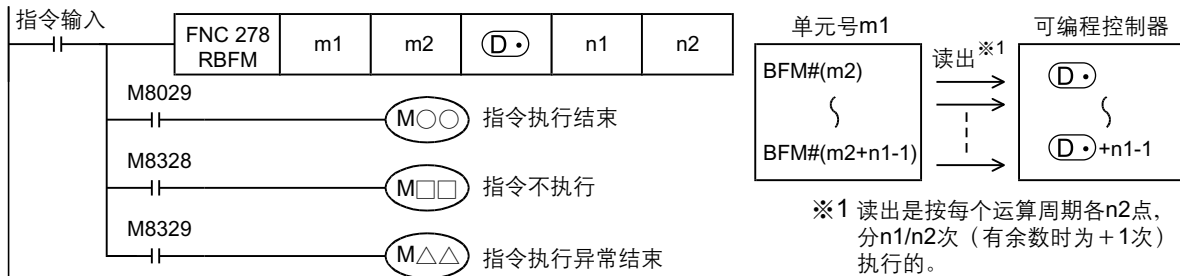 指令输入
FNC 278
RBFM
m1
m2
D・
n1
n2
M8029
M○○
指令执行结束
M8328
M□□
指令不执行
M8329
M△△
指令执行异常结束
单元号m1
可编程控制器
BFM#(m2)
读出※1
D・
BFM#(m2+n1-1)
D・+n1-1
※1 读出是按每个运算周期各n2点，
分n1/n2次（有余数时为＋1次）
执行的。